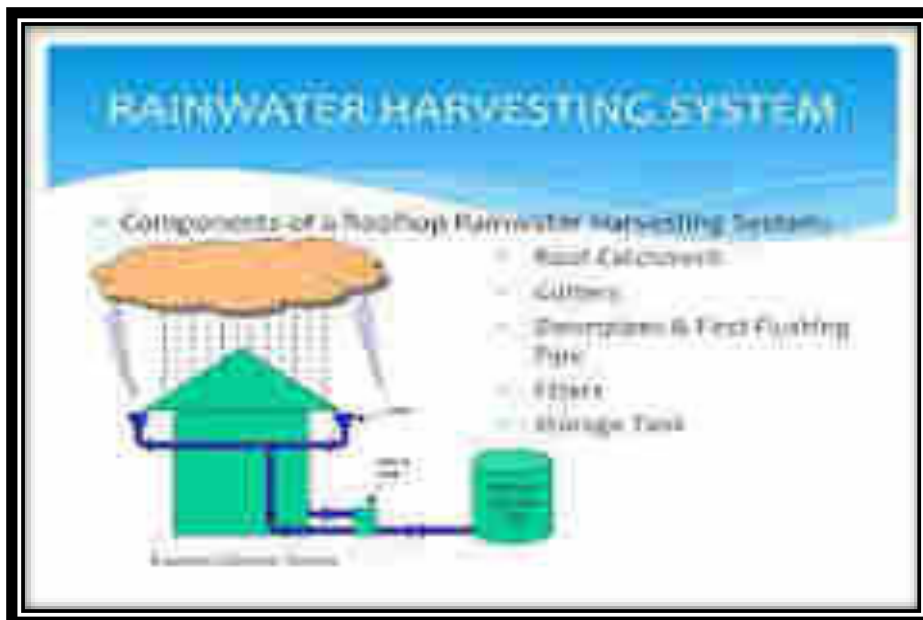 RAINWATER HARVESTING SYSTEM
Components of a Rooftop Rainwater Harvesting System
Roof Catchment
Gutters
Downpipes & First Flushing
Pipe
Filters
Storage Tank